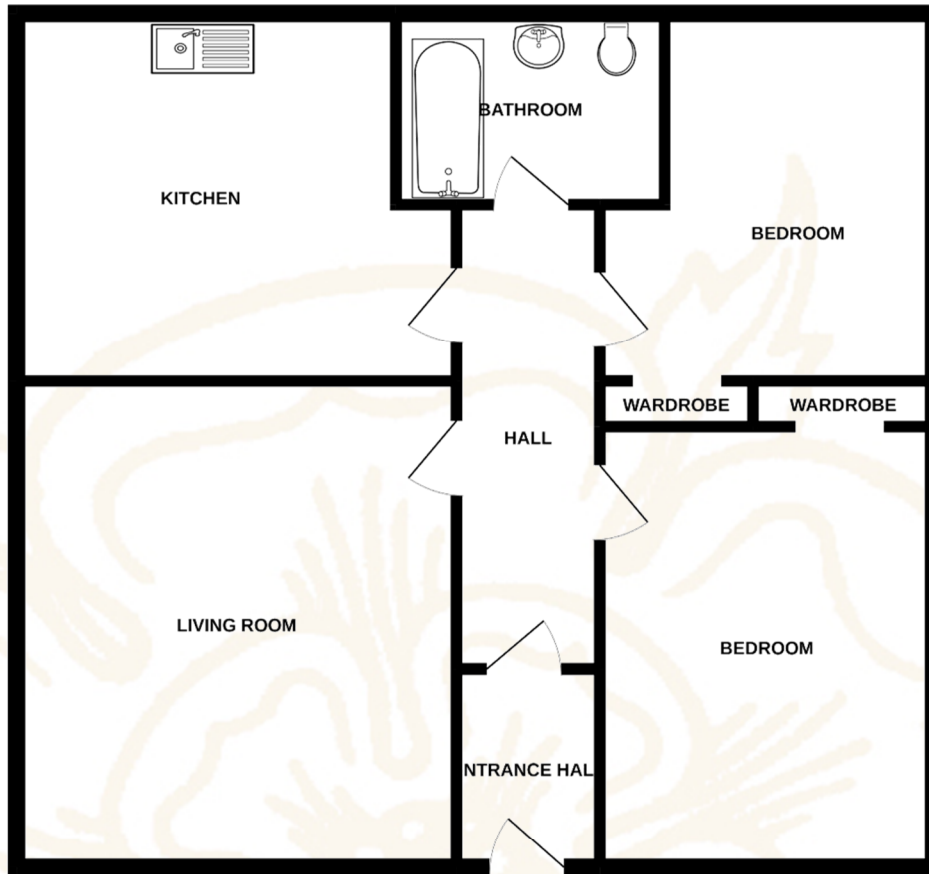 BATHROOM
KITCHEN
BEDROOM
WARDROBE
WARDROBE
HALL
LIVING ROOM
BEDROOM
NTRANCE HAL